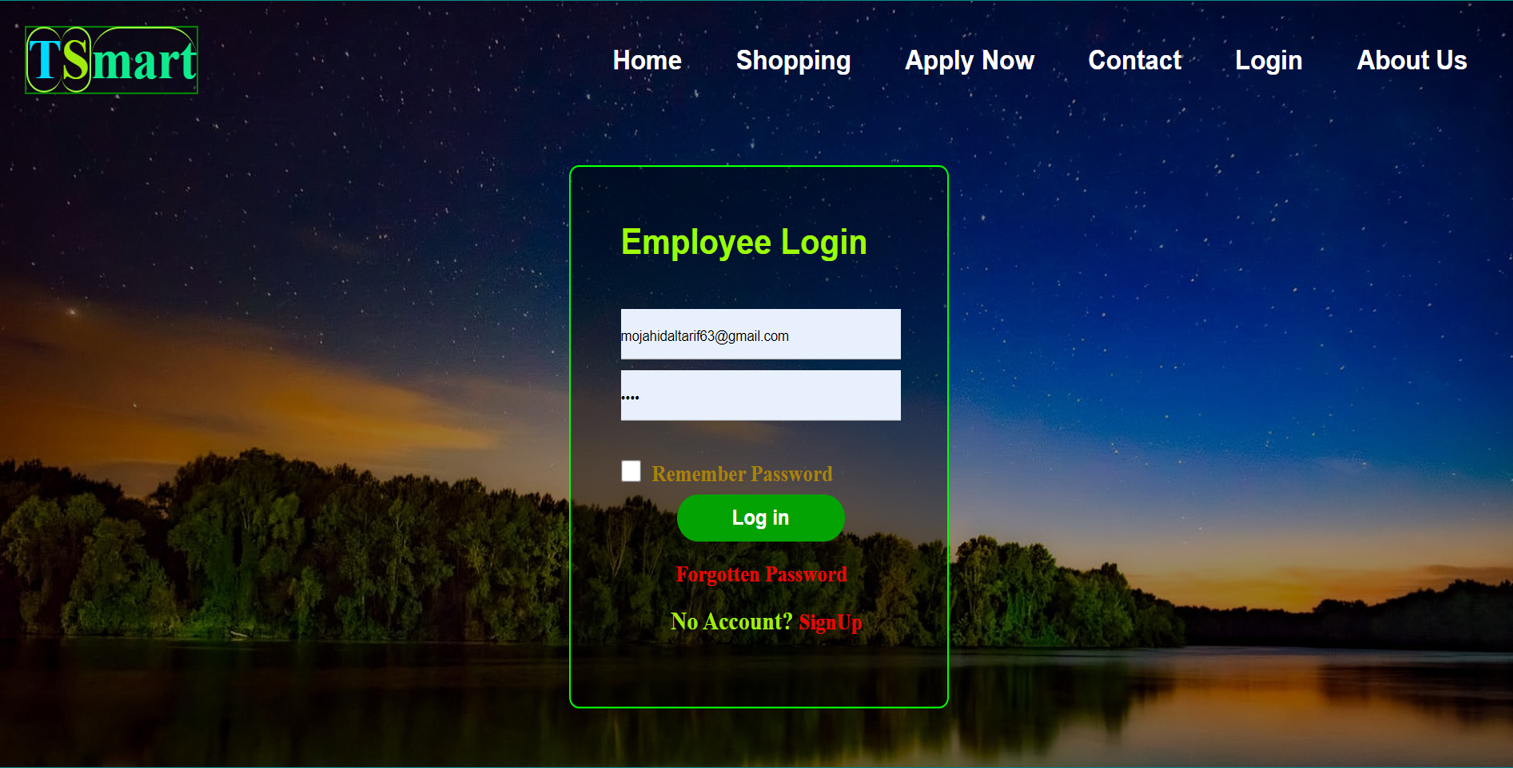 TSmart
Home Shopping Apply Now Contact Login About Us
Employee Login
mojahidaltarif63@gmail.com
••••
Remember Password
Log in
Forgotten Password
No Account? SignUp